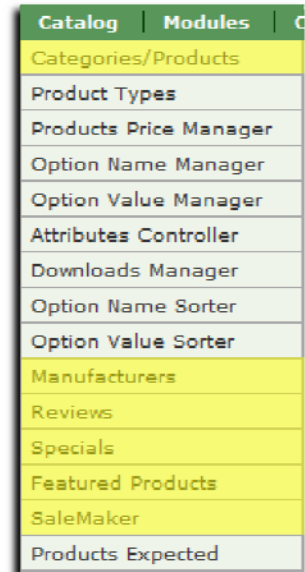 Catalog | Modules |
Categories/Products
Product Types
Products Price Manager
Option Name Manager
Option Value Manager
Attributes Controller
Downloads Manager
Option Name Sorter
Option Value Sorter
Manufacturers
Reviews
Specials
Featured Products
SaleMaker
Products Expected